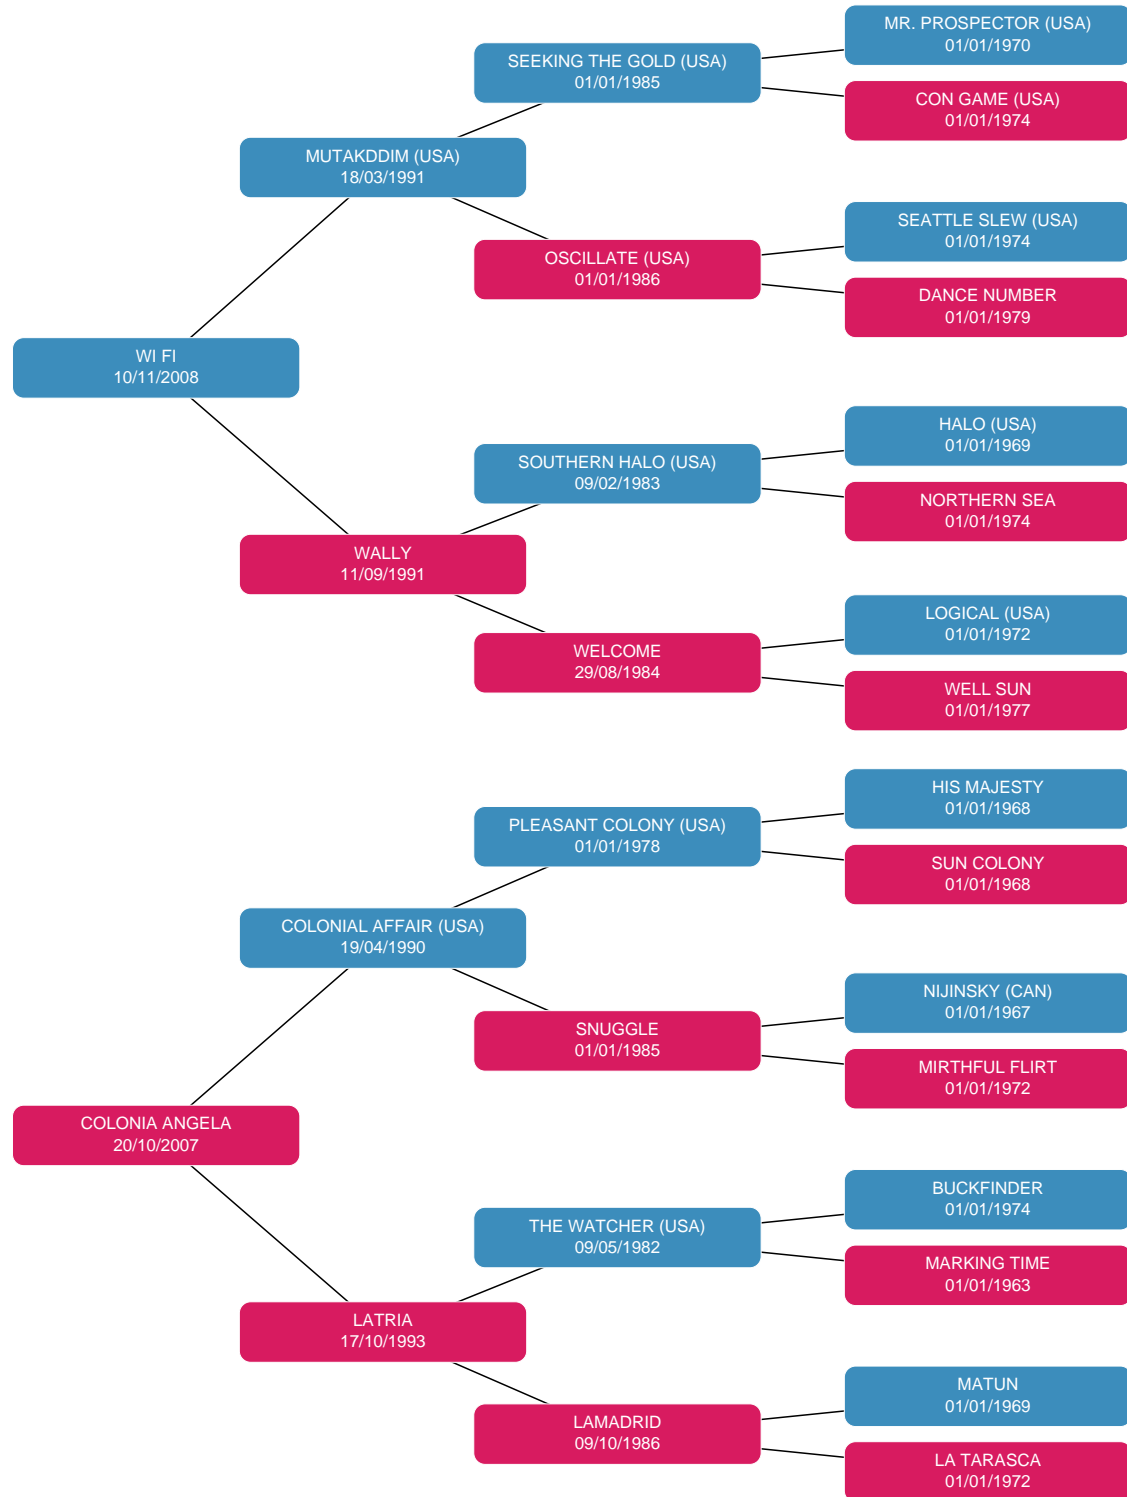 MR. PROSPECTOR (USA)
01/01/1970
SEEKING THE GOLD (USA)
01/01/1985
CON GAME (USA)
01/01/1974
MUTAKDDIM (USA)
18/03/1991
SEATTLE SLEW (USA)
01/01/1974
OSCILLATE (USA)
01/01/1986
DANCE NUMBER
01/01/1979
WI FI
10/11/2008
HALO (USA)
01/01/1969
SOUTHERN HALO (USA)
09/02/1983
NORTHERN SEA
01/01/1974
WALLY
11/09/1991
LOGICAL (USA)
01/01/1972
WELCOME
29/08/1984
WELL SUN
01/01/1977
HIS MAJESTY
01/01/1968
PLEASANT COLONY (USA)
01/01/1978
SUN COLONY
01/01/1968
COLONIAL AFFAIR (USA)
19/04/1990
NIJINSKY (CAN)
01/01/1967
SNUGGLE
01/01/1985
MIRTHFUL FLIRT
01/01/1972
COLONIA ANGELA
20/10/2007
BUCKFINDER
01/01/1974
THE WATCHER (USA)
09/05/1982
MARKING TIME
01/01/1963
LATRIA
17/10/1993
MATUN
01/01/1969
LAMADRID
09/10/1986
LA TARASCA
01/01/1972